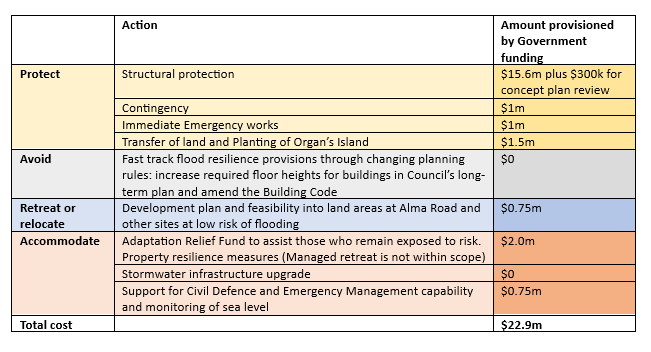 Action
Amount provisioned
by Government
funding
Protect
Structural protection
$15.6m plus $300k for
concept plan review
Contingency
$1m
Immediate Emergency works
$1m
Transfer of land and Planting of Organ's Island
$1.5m
Avoid
Fast track flood resilience provisions through changing planning
rules: increase required floor heights for buildings in Council's long-
term plan and amend the Building Code
$0
Retreat or
relocate
Development plan and feasibility into land areas at Alma Road and
other sites at low risk of flooding
$0.75m
Accommodate
Adaptation Relief Fund to assist those who remain exposed to risk.
Property resilience measures (Managed retreat is not within scope)
$2.0m
Stormwater infrastructure upgrade
$0
Support for Civil Defence and Emergency Management capability
and monitoring of sea level
$0.75m
Total cost
$22.9m